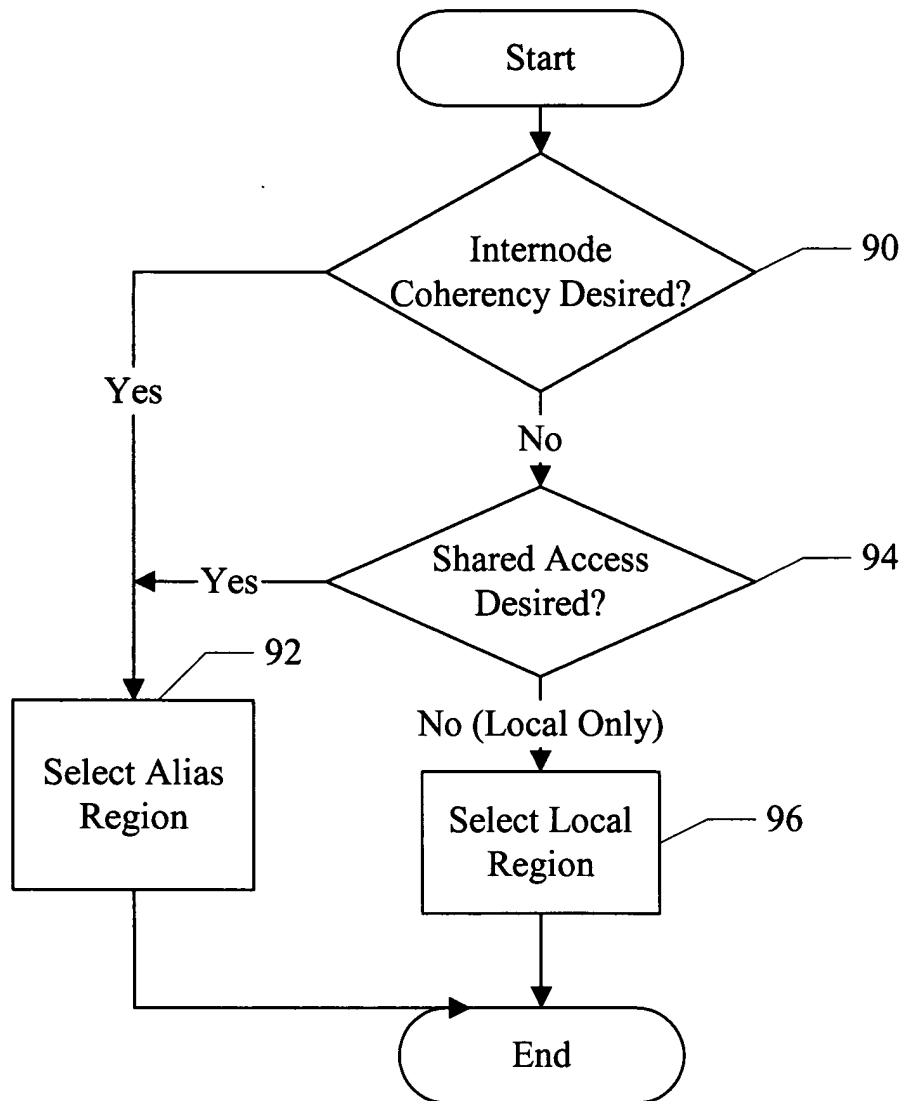 Start
Internode
Coherency Desired?
90
Yes
No
Shared Access
Desired?
94
Yes
92
No (Local Only)
Select Alias
Region
Select Local
Region
96
End